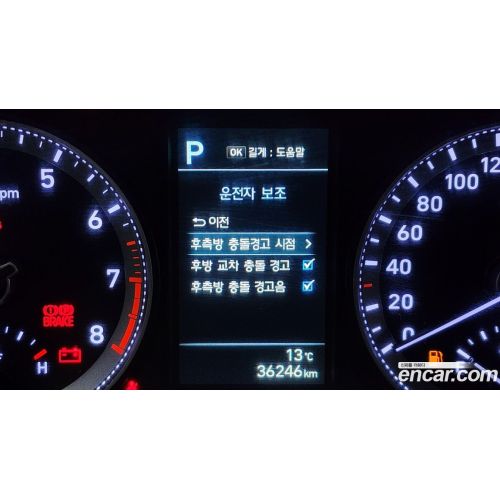 P
OK 길게 : 도움말
운전자 보조
이전
후측방 충돌경고 시점 >
후방 교차 충돌 경고
후측방 충돌 경고음
13℃
36246km
pm
5
6
7
8
BRAKE
H
120
100
80
60
40
20
0
encar.com